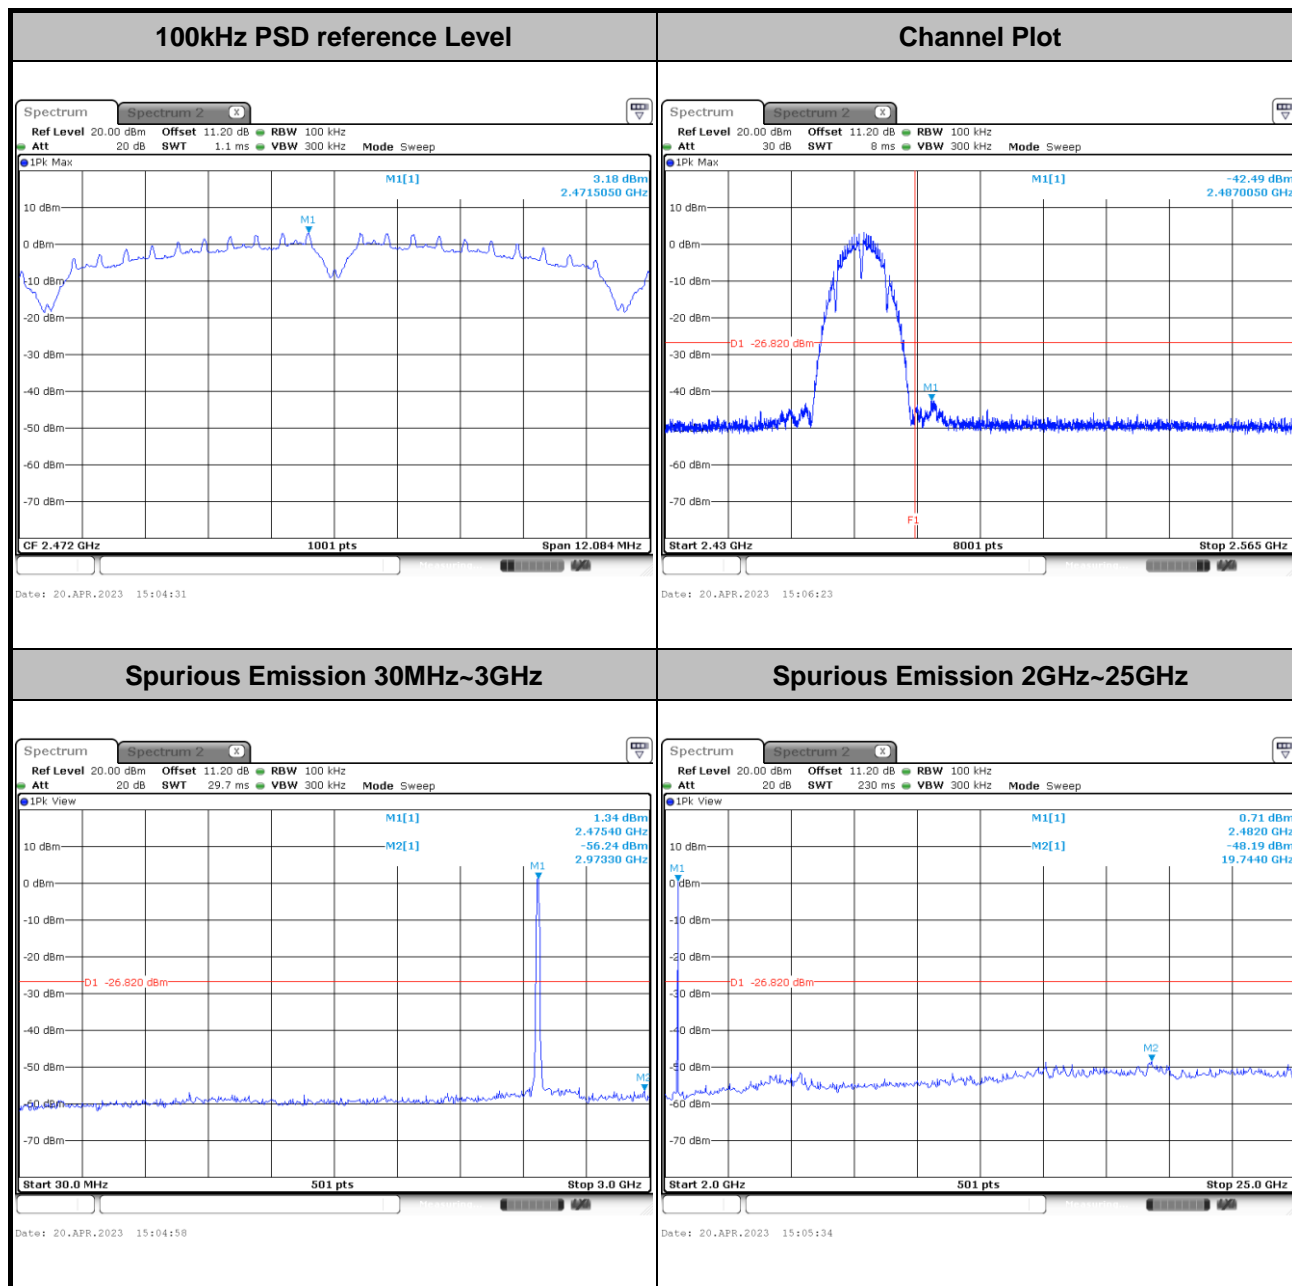 100kHz PSD reference Level
Spectrum Spectrum 2 X
Ref Level 20.00 dBm Offset 11.20 dB RBW 100 kHz
Att 20 dB SWT 1.1 ms VBW 300 kHz Mode Sweep
1Pk Max
M1[1] 3.18 dBm
2.4715050 GHz
10 dBm
M1
0 dBm
-10 dBm
-20 dBm
-30 dBm
-40 dBm
-50 dBm
-60 dBm
-70 dBm
CF 2.472 GHz 1001 pts Span 12.084 MHz
Measuring
Date: 20.APR.2023 15:04:31
Channel Plot
Spectrum Spectrum 2 X
Ref Level 20.00 dBm Offset 11.20 dB RBW 100 kHz
Att 30 dB SWT 8 ms VBW 300 kHz Mode Sweep
1Pk Max
M1[1] -42.49 dBm
2.4870050 GHz
10 dBm
0 dBm
-10 dBm
-20 dBm
D1 -26.820 dBm
-30 dBm
M1
-40 dBm
-50 dBm
-60 dBm
-70 dBm
F1
Start 2.43 GHz 8001 pts Stop 2.565 GHz
Measuring
Date: 20.APR.2023 15:06:23
Spurious Emission 30MHz~3GHz
Spectrum Spectrum 2 X
Ref Level 20.00 dBm Offset 11.20 dB RBW 100 kHz
Att 20 dB SWT 29.7 ms VBW 300 kHz Mode Sweep
1Pk View
M1[1] 1.34 dBm
2.47540 GHz
10 dBm M2[1] -56.24 dBm
2.97330 GHz
M1
0 dBm
-10 dBm
-20 dBm
D1 -26.820 dBm
-30 dBm
-40 dBm
-50 dBm
M2
-60 dBm
-70 dBm
Start 30.0 MHz 501 pts Stop 3.0 GHz
Measuring
Date: 20.APR.2023 15:04:58
Spurious Emission 2GHz~25GHz
Spectrum Spectrum 2 X
Ref Level 20.00 dBm Offset 11.20 dB RBW 100 kHz
Att 20 dB SWT 230 ms VBW 300 kHz Mode Sweep
1Pk View
M1[1] 0.71 dBm
2.4820 GHz
10 dBm M2[1] -48.19 dBm
19.7440 GHz
M1
0 dBm
-10 dBm
-20 dBm
D1 -26.820 dBm
-30 dBm
-40 dBm
M2
-50 dBm
-60 dBm
-70 dBm
Start 2.0 GHz 501 pts Stop 25.0 GHz
Measuring
Date: 20.APR.2023 15:05:34